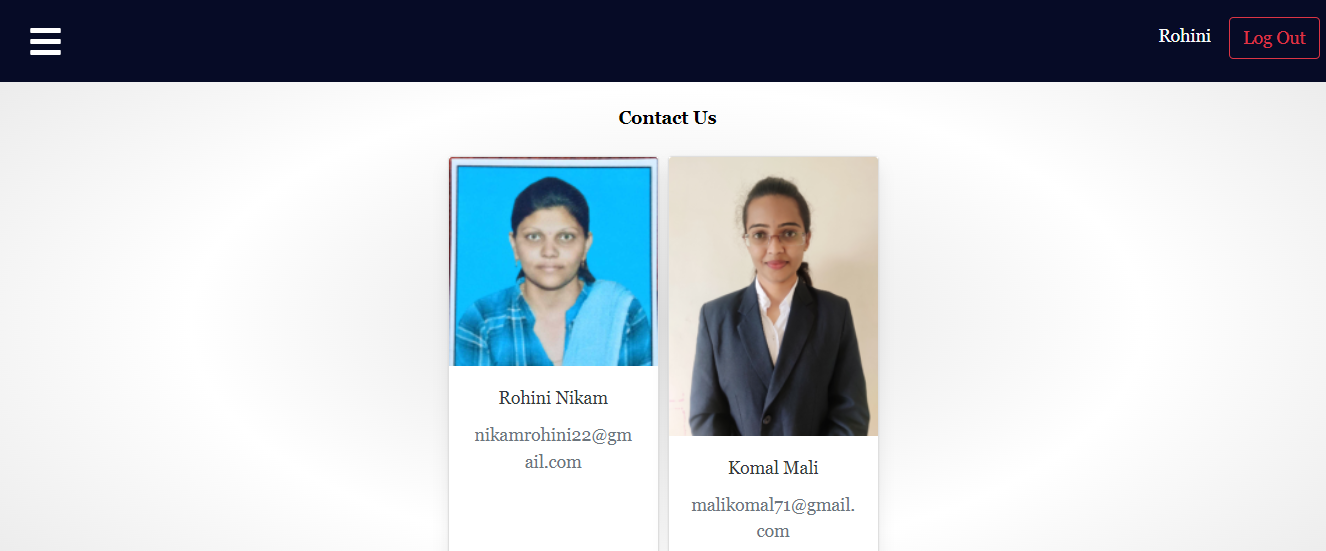 Rohini Log Out
Contact Us
Rohini Nikam
nikamrohini22@gm
ail.com
Komal Mali
malikomal71@gmail.
com